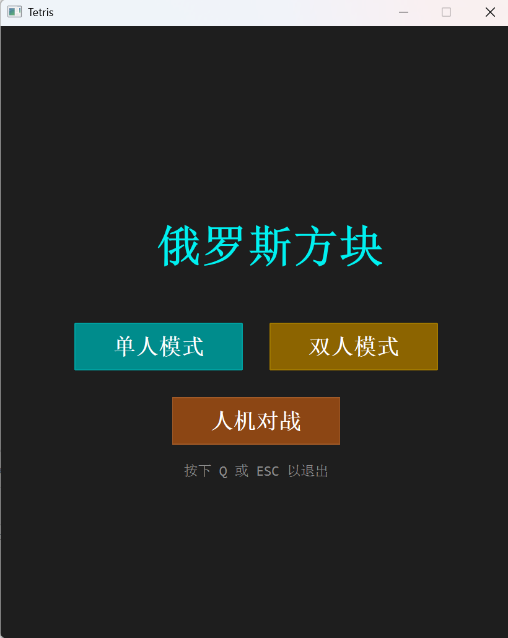 Tetris
俄罗斯方块
单人模式 双人模式
人机对战
按下 Q 或 ESC 以退出